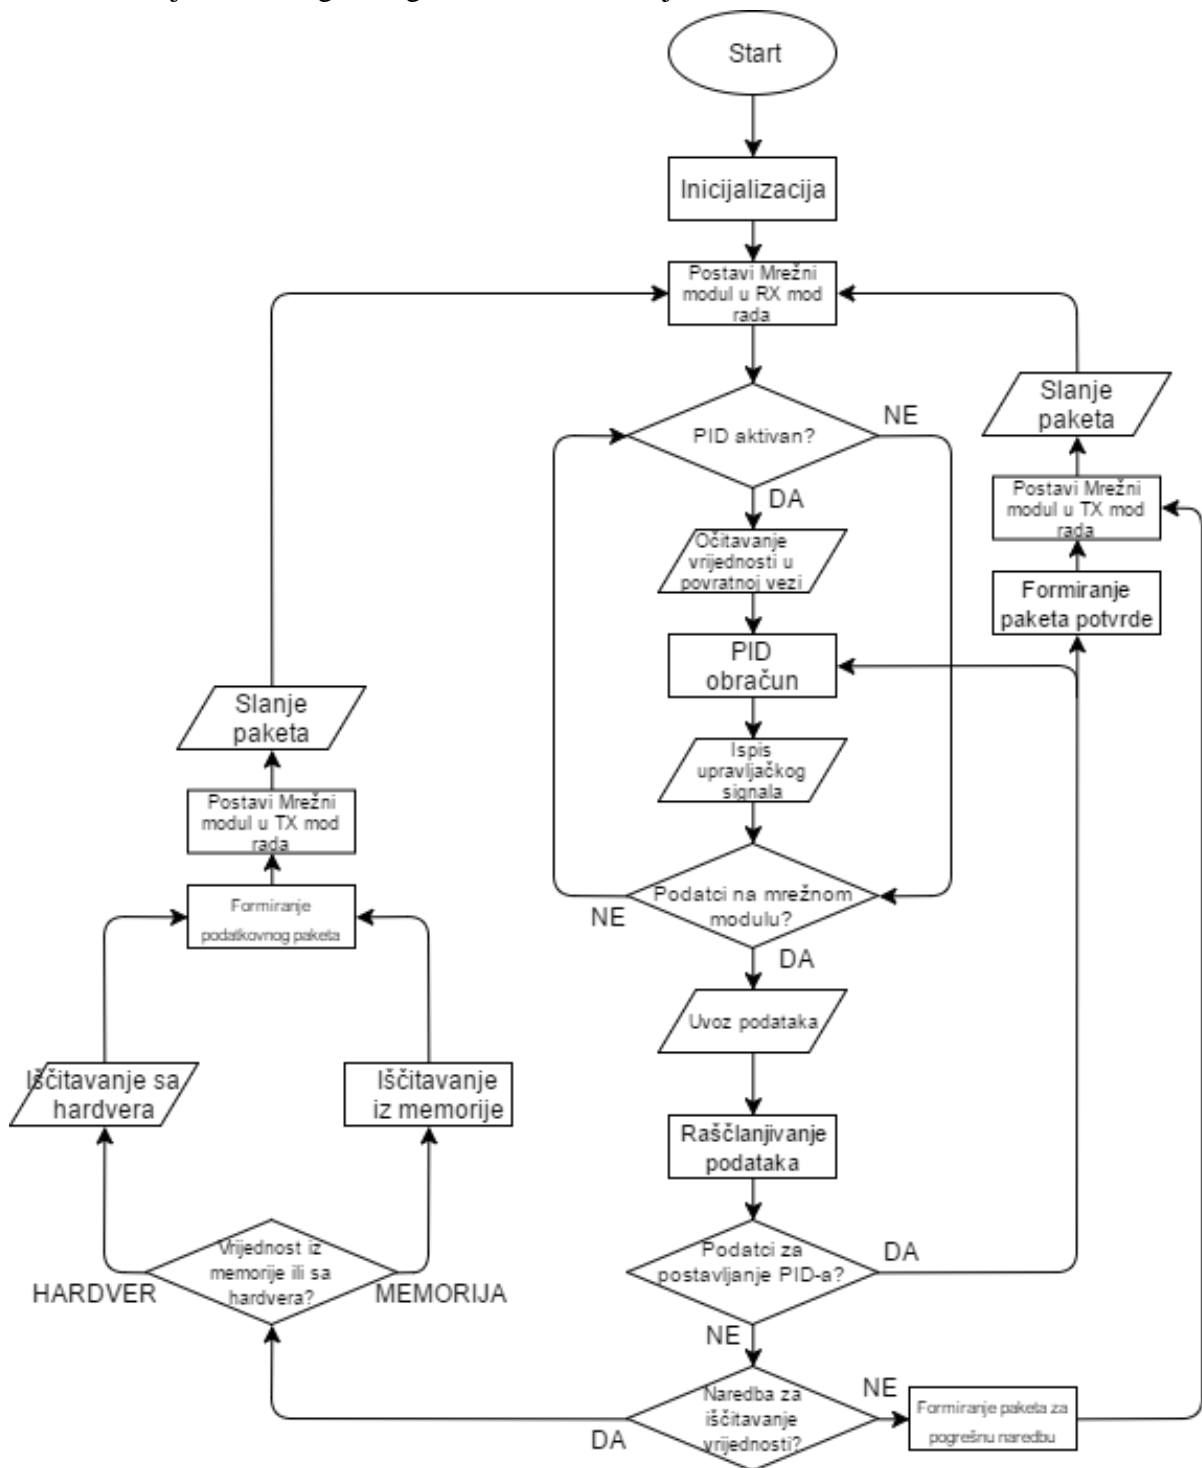 Start
Inicijalizacija
Postavi Mrežni
modul u RX mod
rada
PID aktivan?
NE
DA
Očitavanje
vrijednosti u
povratnoj vezi
PID
obračun
Ispis
upravljačkog
signala
Podatci na mrežnom
modulu?
NE
DA
Uvoz podataka
Raščlanjivanje
podataka
Podatci za
postavljanje PID-a?
DA
NE
Naredba za
iščitavanje
vrijednosti?
NE
DA
Formiranje paketa za
pogrešnu naredbu
Slanje
paketa
Postavi Mrežni
modul u TX mod
rada
Formiranje
paketa potvrde
Slanje
paketa
Postavi Mrežni
modul u TX mod
rada
Formiranje
podatkovnog paketa
Iščitavanje sa
hardvera
Iščitavanje
iz memorije
Vrijednost iz
memorije ili sa
hardvera?
HARDVER
MEMORIJA